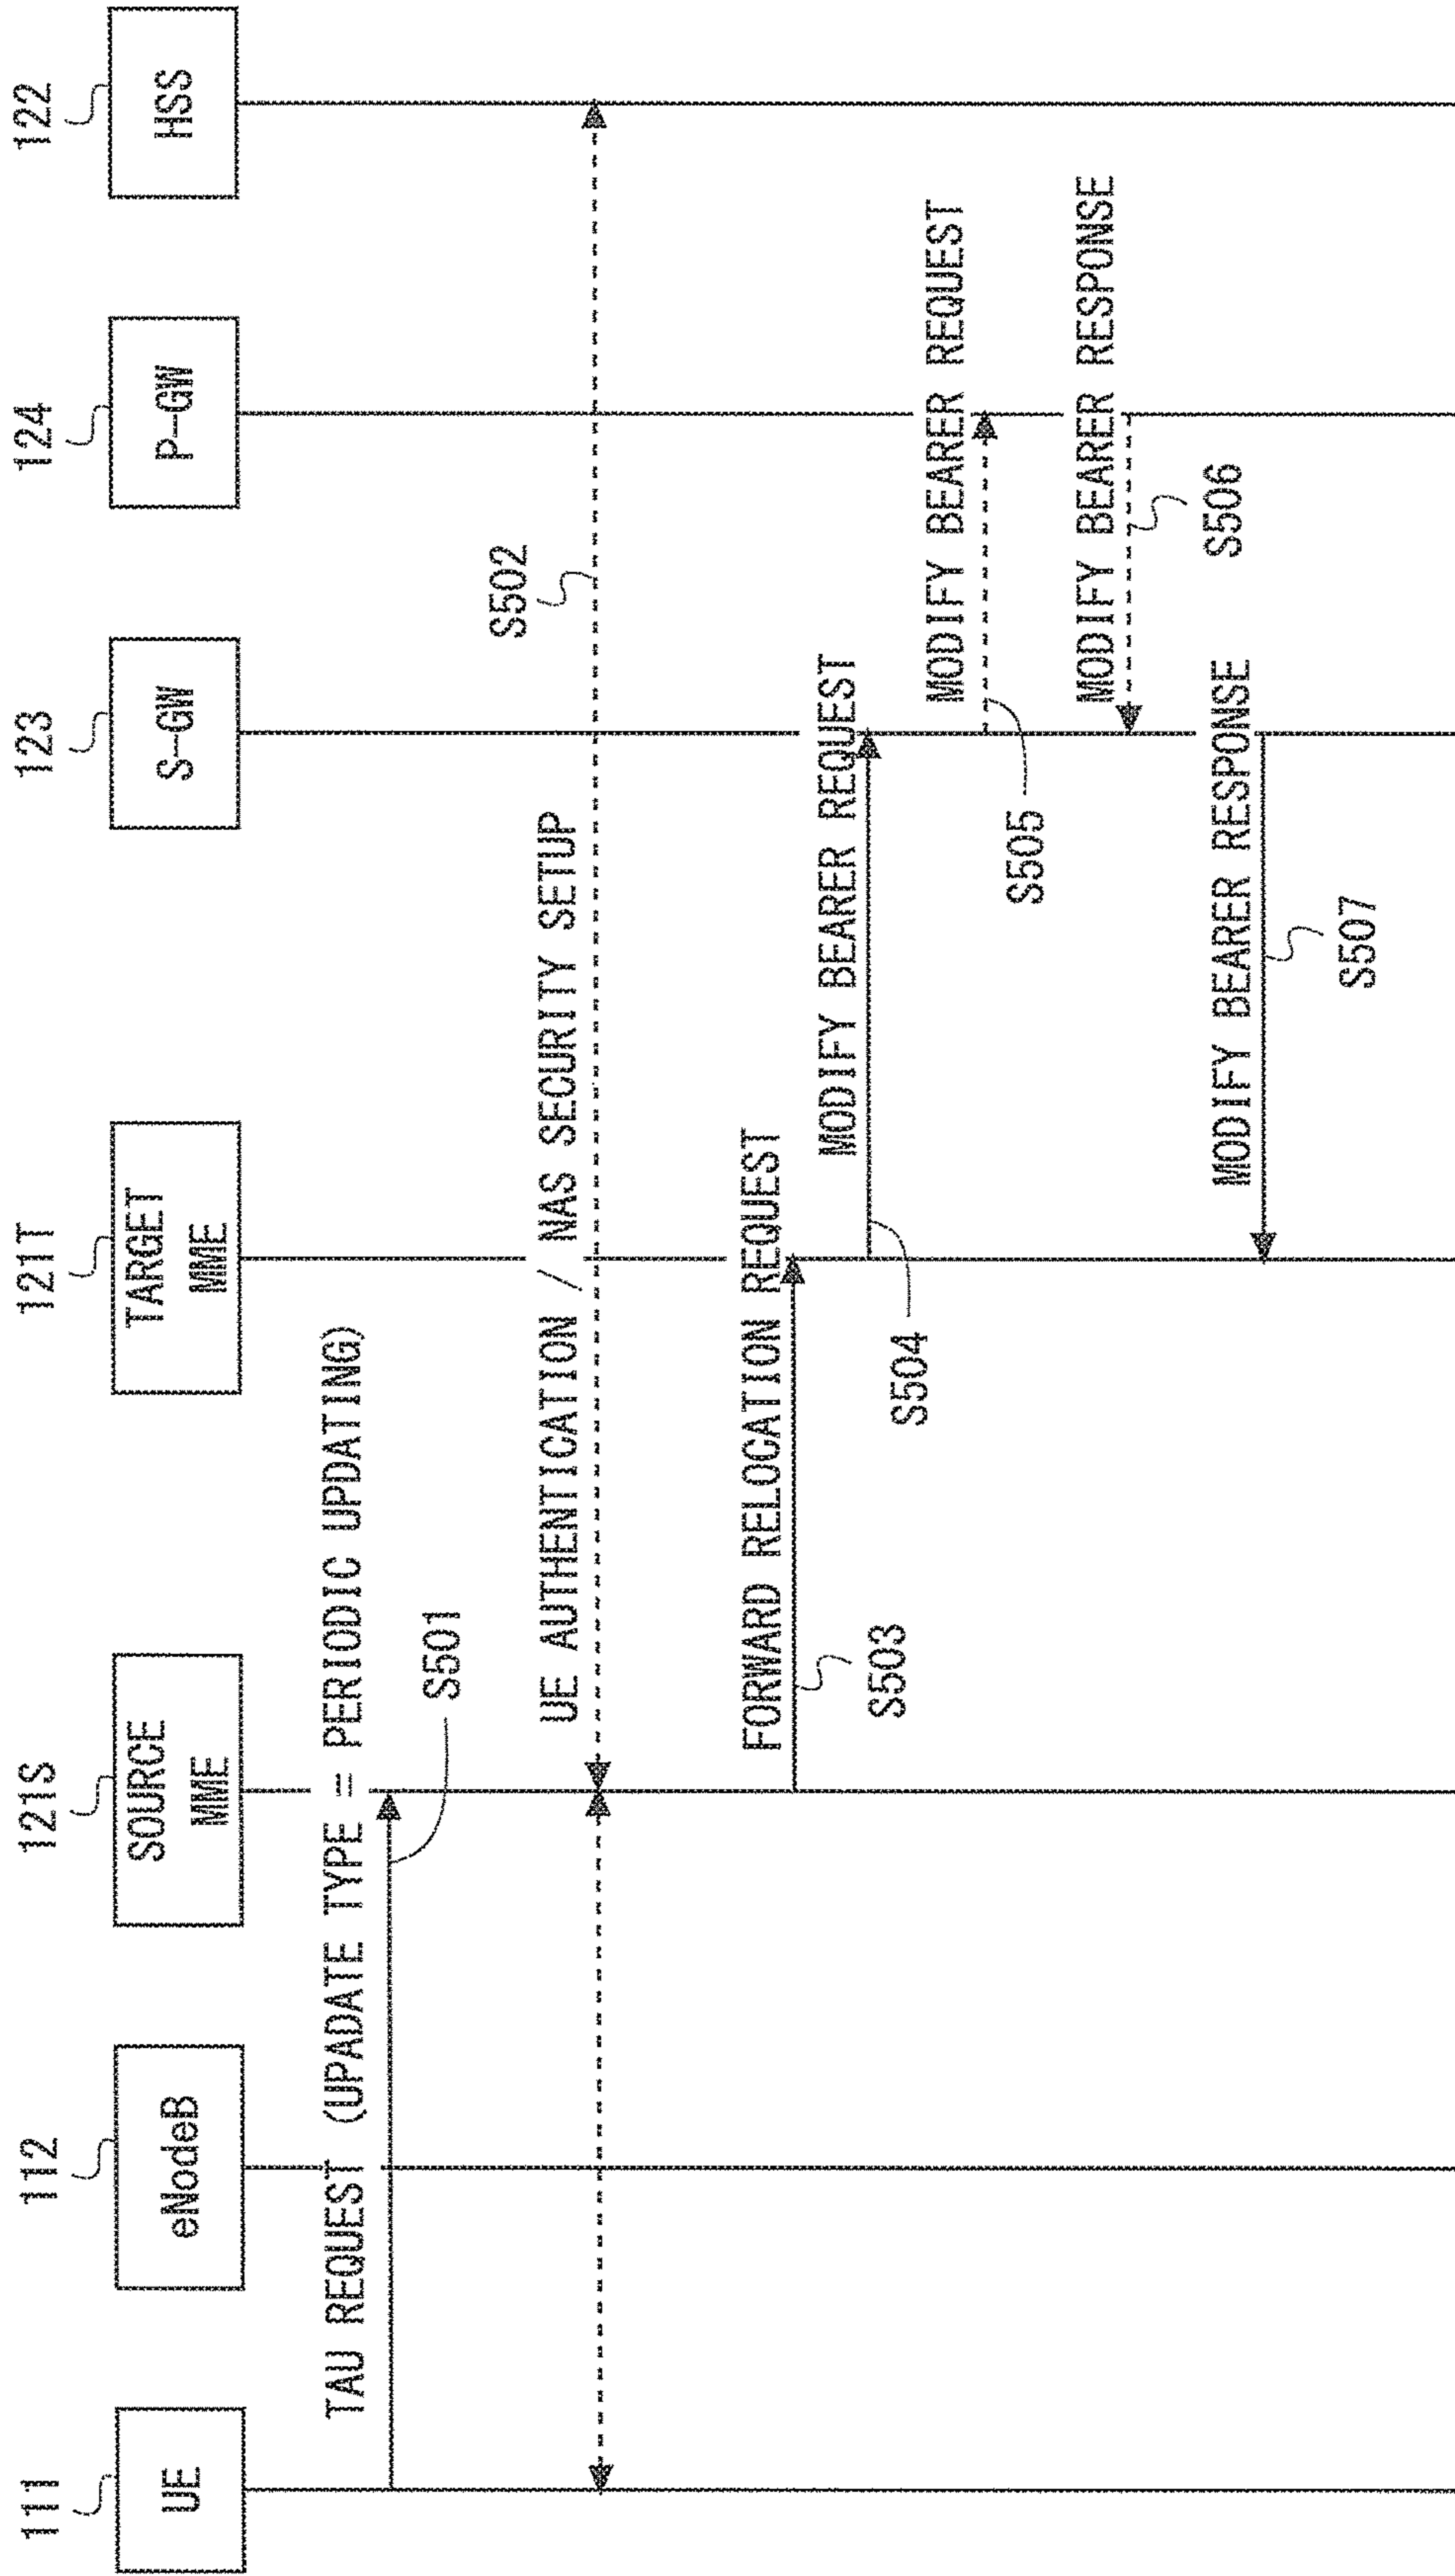 111
112
121S
121T
123
124
122
UE
eNodeB
SOURCE
MME
TARGET
MME
S-GW
P-GW
HSS
TAU REQUEST (UPADATE TYPE = PERIODIC UPDATING)
S501
S502
UE AUTHENTICATION / NAS SECURITY SETUP
FORWARD RELOCATION REQUEST
S503
MODIFY BEARER REQUEST
S504
MODIFY BEARER REQUEST
S505
MODIFY BEARER RESPONSE
S506
MODIFY BEARER RESPONSE
S507